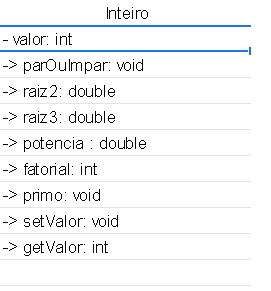 Inteiro
- valor: int
-> parOuImpar: void
-> raiz2: double
-> raiz3: double
-> potencia : double
-> fatorial: int
-> primo: void
-> setValor: void
-> getValor: int